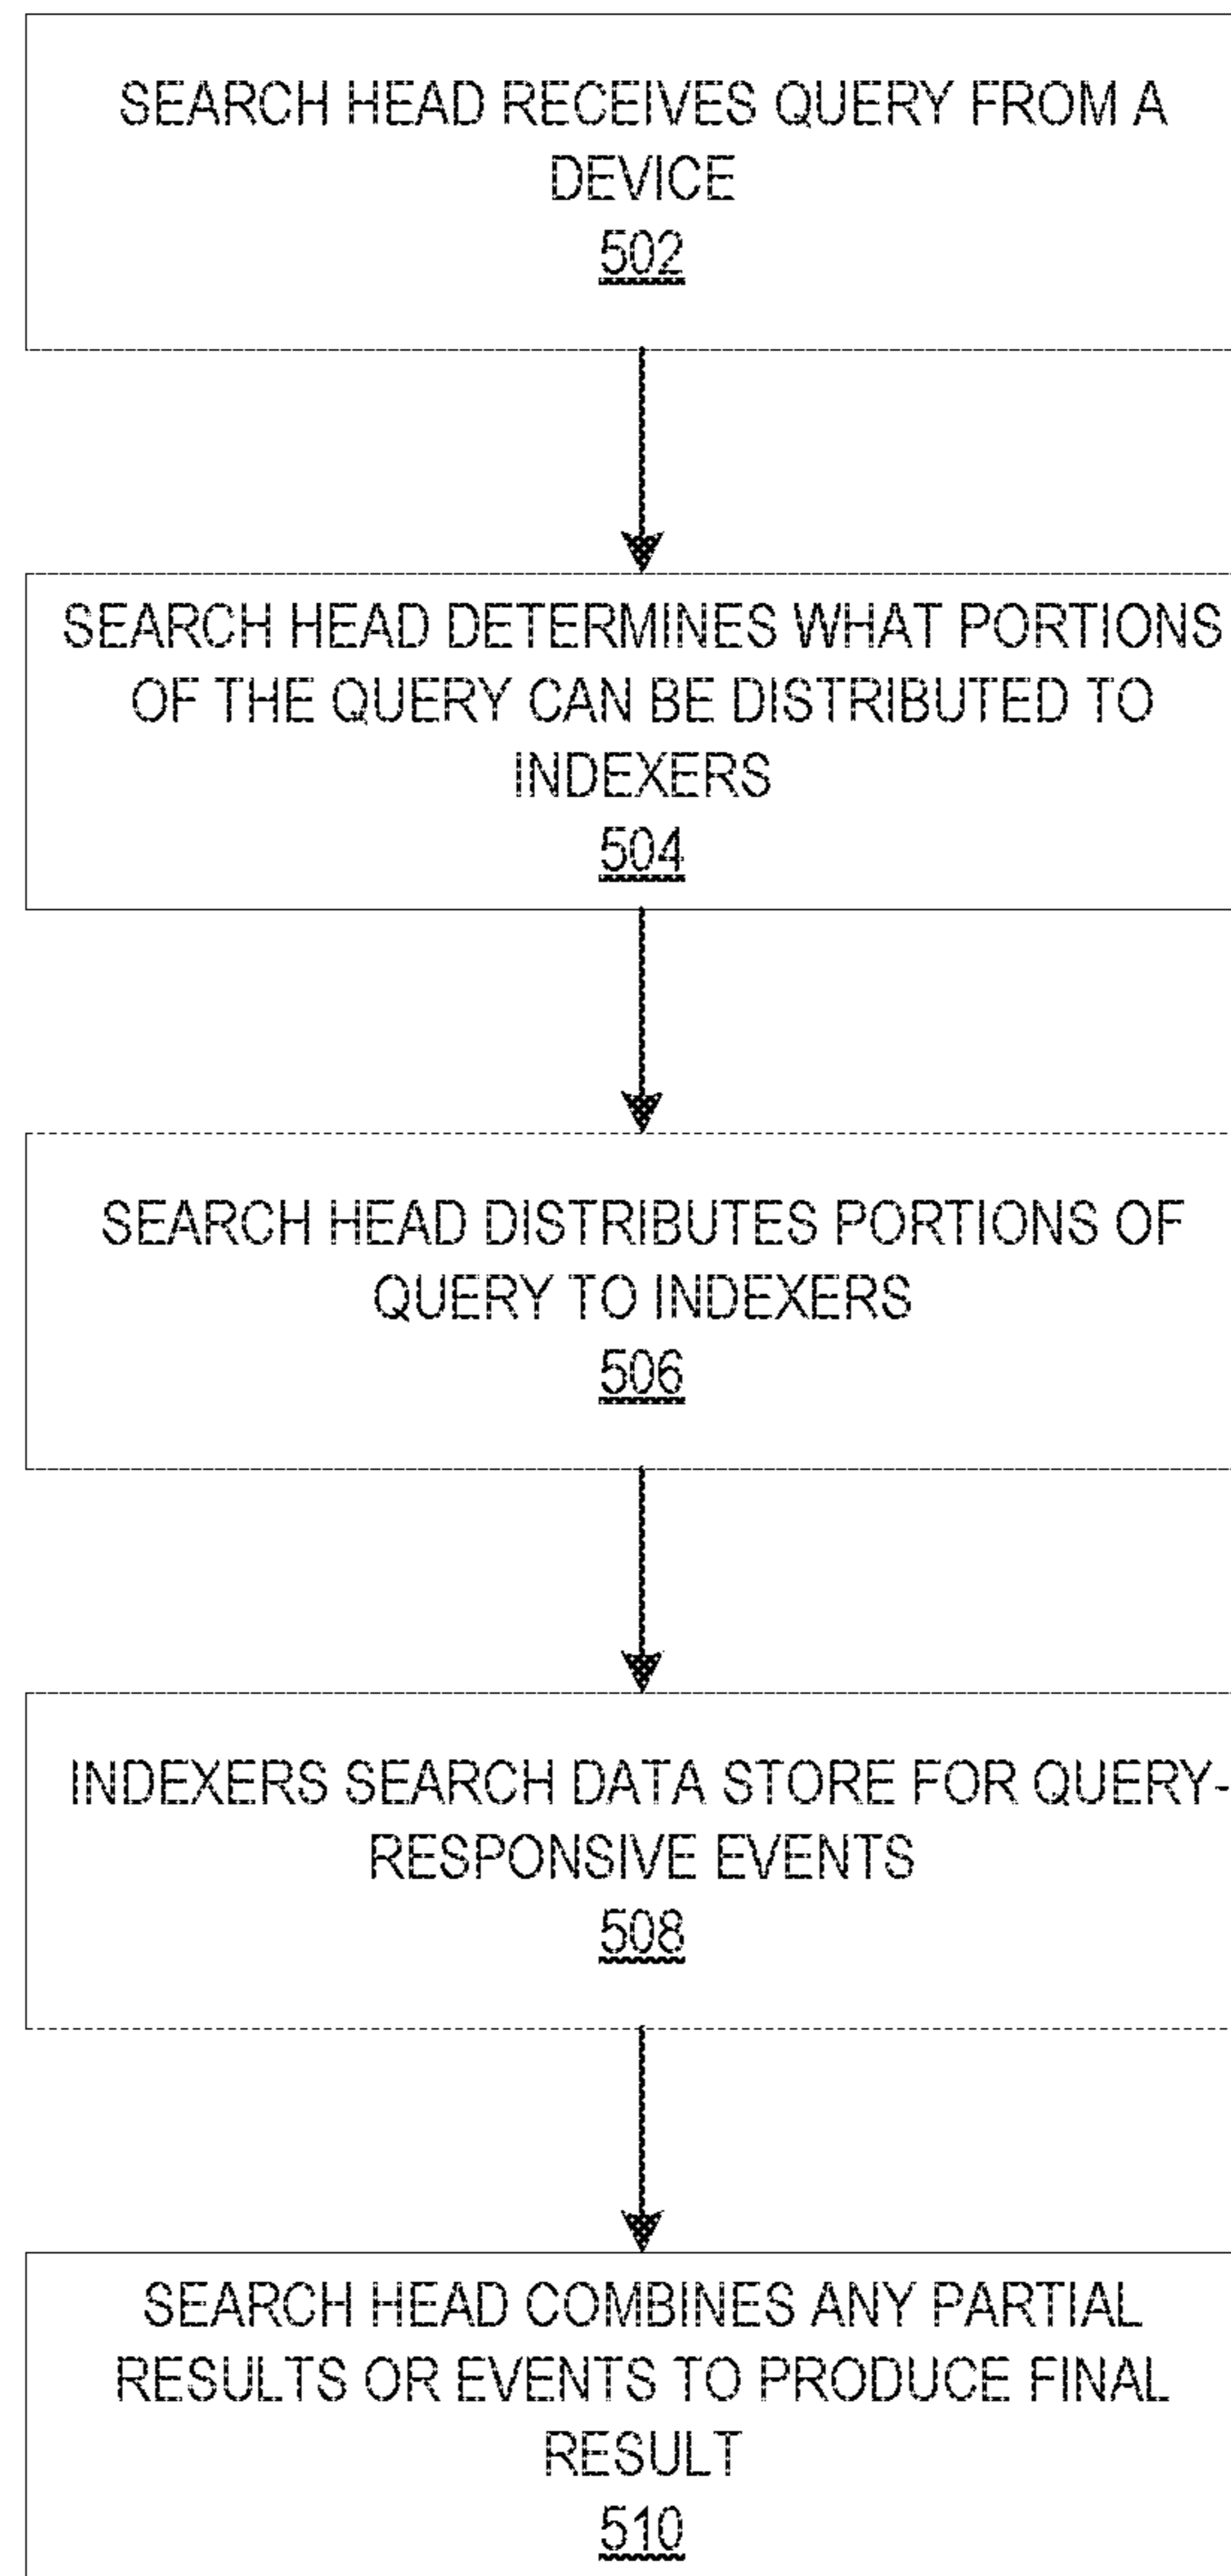 SEARCH HEAD RECEIVES QUERY FROM A
DEVICE
502
SEARCH HEAD DETERMINES WHAT PORTIONS
OF THE QUERY CAN BE DISTRIBUTED TO
INDEXERS
504
SEARCH HEAD DISTRIBUTES PORTIONS OF
QUERY TO INDEXERS
506
INDEXERS SEARCH DATA STORE FOR QUERY-
RESPONSIVE EVENTS
508
SEARCH HEAD COMBINES ANY PARTIAL
RESULTS OR EVENTS TO PRODUCE FINAL
RESULT
510